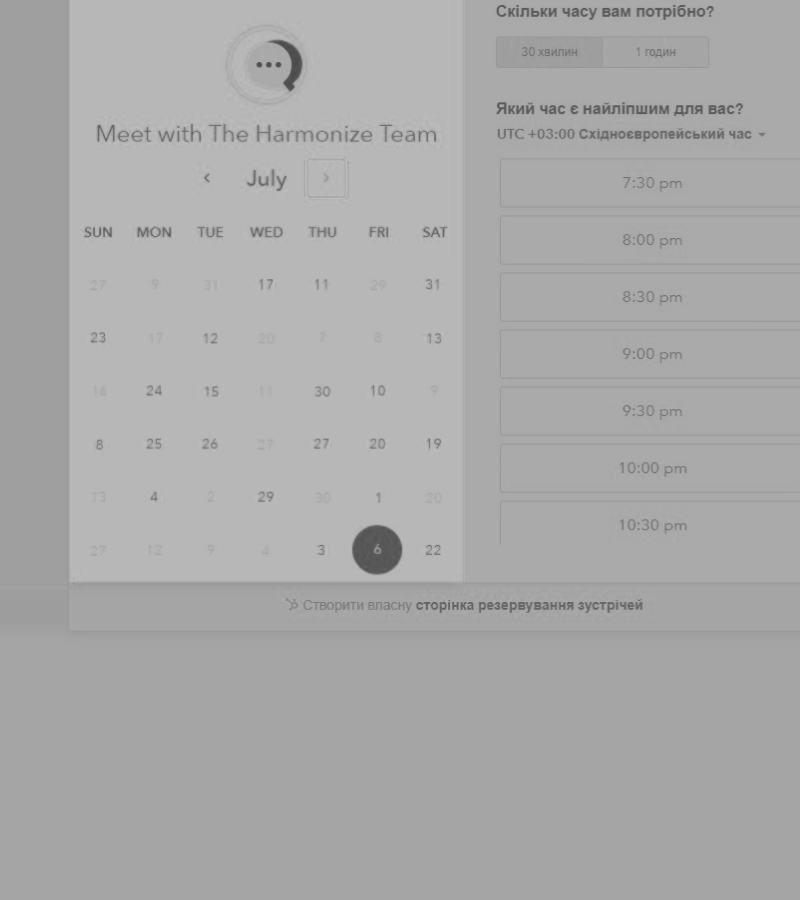 Meet with The Harmonize Team
July
SUN MON TUE WED THU FRI SAT
27 9 31 17 11 29 31
23 17 12 20 7 8 13
16 24 15 11 30 10 9
8 25 26 27 27 20 19
13 4 2 29 30 1 20
27 12 9 4 3 6 22
Скільки часу вам потрібно?
30 хвилин 1 годин
Який час є найліпшим для вас?
UTC +03:00 Східноєвропейський час
7:30 pm
8:00 pm
8:30 pm
9:00 pm
9:30 pm
10:00 pm
10:30 pm
Створити власну сторінка резервування зустрічей